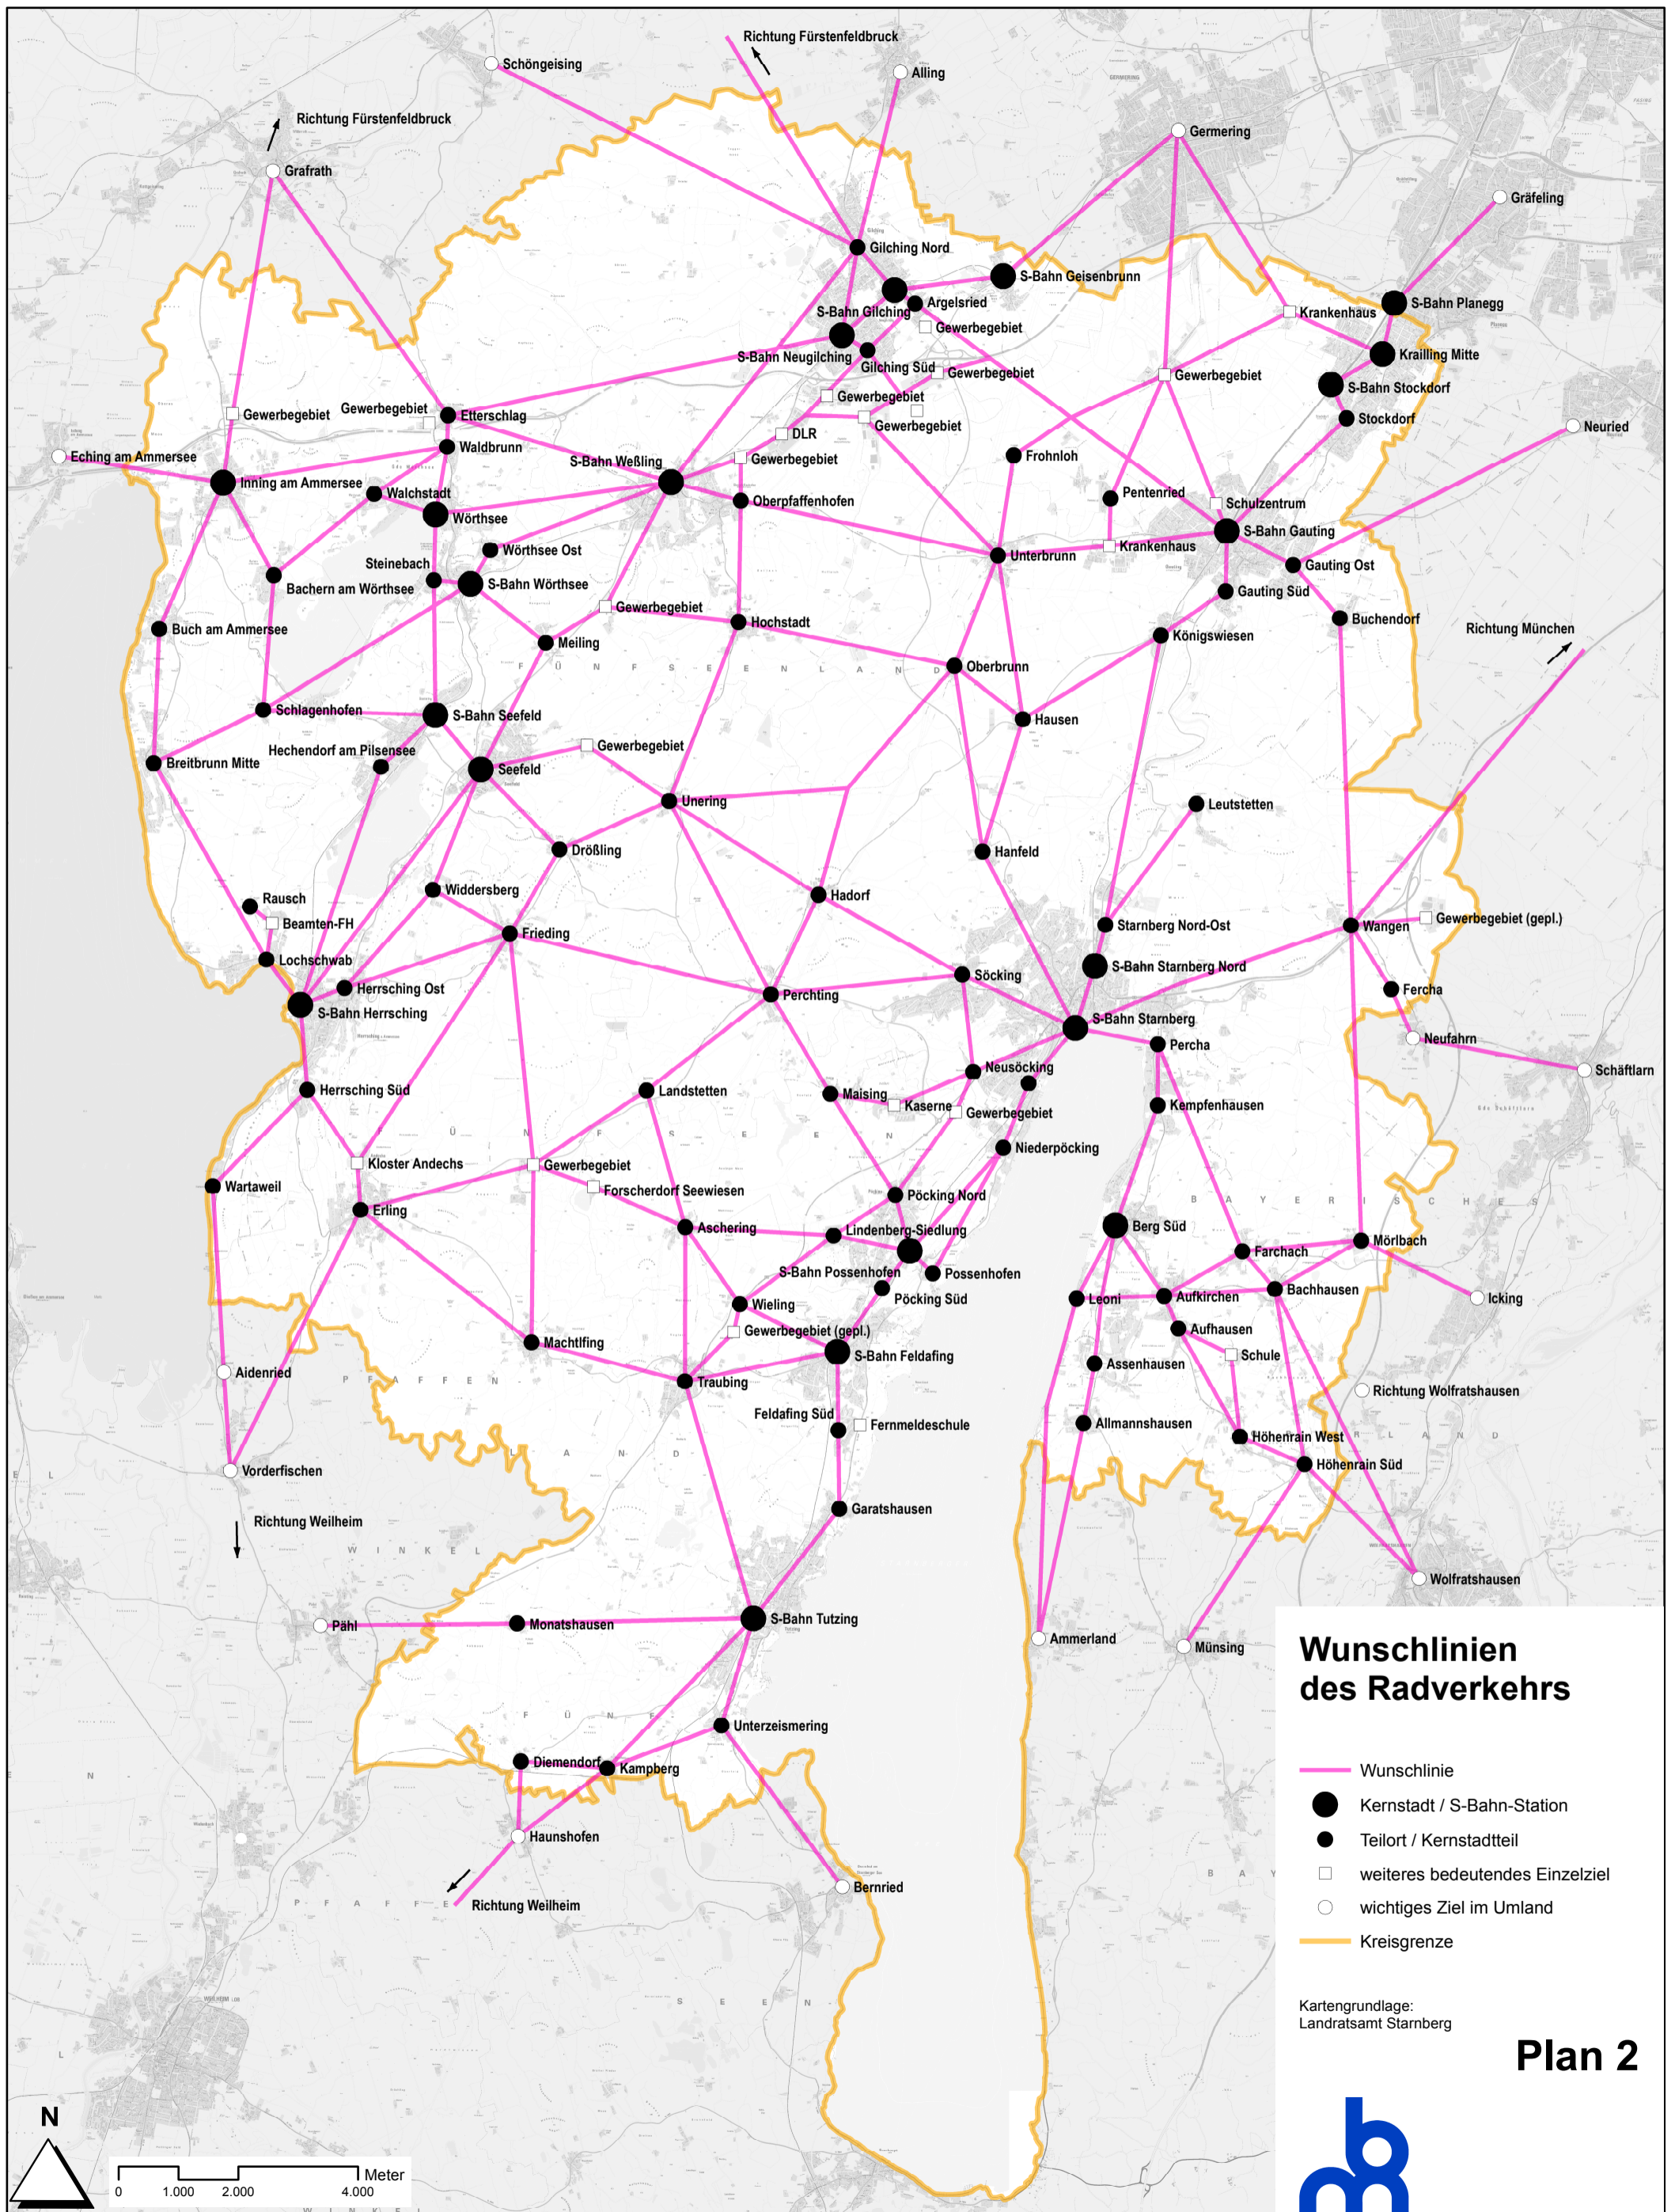 Richtung Fürstenfeldbruck
Schöngeising
Alling
GERMERING
Richtung Fürstenfeldbruck
Germering
Grafrath
Gräfeling
Gilching Nord
S-Bahn Geisenbrunn
S-Bahn Planegg
Argelsried
S-Bahn Gilching
Krankenhaus
Gewerbegebiet
S-Bahn Neugilching
Krailling Mitte
Gilching Süd
Gewerbegebiet
Gewerbegebiet
S-Bahn Stockdorf
Gewerbegebiet
Gewerbegebiet
Gewerbegebiet
Etterschlag
Stockdorf
Gewerbegebiet
Neuried
DLR
Waldbrunn
Eching am Ammersee
Frohnloh
S-Bahn Weßling
Gewerbegebiet
Inning am Ammersee
Walchstadt
Pentenried
Oberpfaffenhofen
Schulzentrum
Wörthsee
S-Bahn Gauting
Wörthsee Ost
Krankenhaus
Unterbrunn
Steinebach
Gauting Ost
S-Bahn Wörthsee
Bachern am Wörthsee
Gauting Süd
Gewerbegebiet
Hochstadt
Buchendorf
Buch am Ammersee
Richtung München
Königswiesen
Meiling
F Ü N F S E E N L A N D
Oberbrunn
Schlagenhofen
S-Bahn Seefeld
Hausen
Hechendorf am Pilsensee
Gewerbegebiet
Breitbrunn Mitte
Seefeld
Unering
Leutstetten
Drößling
Hanfeld
Widdersberg
Hadorf
Rausch
Beamten-FH
Gewerbegebiet (gepl.)
Starnberg Nord-Ost
Wangen
Frieding
Lochschwab
S-Bahn Starnberg Nord
Söcking
Herrsching Ost
Fercha
Perchting
S-Bahn Herrsching
S-Bahn Starnberg
Neufahrn
Percha
Neusöcking
Schäftlarn
Herrsching Süd
Landstetten
Maising
Kaserne
Kempfenhausen
Gewerbegebiet
Ü N F S E E N
Niederpöcking
Kloster Andechs
Gewerbegebiet
Wartaweil
Forscherdorf Seewiesen
Pöcking Nord
B A Y E R I S C H E S
Erling
Aschering
Lindenberg-Siedlung
Berg Süd
Mörlbach
Farchach
S-Bahn Possenhofen
Possenhofen
Bachhausen
Pöcking Süd
Leoni
Aufkirchen
Icking
Wieling
Aufhausen
Gewerbegebiet (gepl.)
Machtlfing
S-Bahn Feldafing
Schule
Assenhausen
Aidenried
P F A F F E N
Traubing
Richtung Wolfratshausen
Feldafing Süd
Fernmeldeschule
Allmannshausen
Höhenrain West
R L A N D
L A N D
Höhenrain Süd
E L
Vorderfischen
Garatshausen
Richtung Weilheim
W I N K E L
Wolfratshausen
S-Bahn Tutzing
Pähl
Monatshausen
Ammerland
Münsing
Wunschlinien
des Radverkehrs
F Ü N F
Unterzeismering
Diemendorf
Kampberg
E N
Wunschlinie
Kernstadt / S-Bahn-Station
Haunshofen
Teilort / Kernstadtteil
B A Y
weiteres bedeutendes Einzelziel
Bernried
P F A F F E
Richtung Weilheim
wichtiges Ziel im Umland
Kreisgrenze
WEILHEIM i.OB
S E E N
Kartengrundlage:
Landratsamt Starnberg
L
Plan 2
N
Meter
0 1.000 2.000 4.000
W I N K E L
b
m